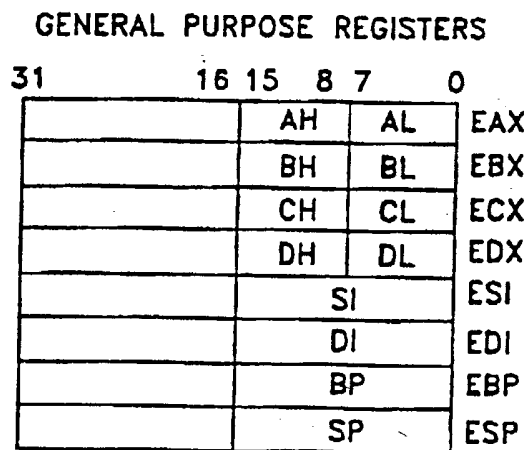 GENERAL PURPOSE REGISTERS
31 16 15 8 7 0
AH AL EAX
BH BL EBX
CH CL ECX
DH DL EDX
SI ESI
DI EDI
BP EBP
SP ESP